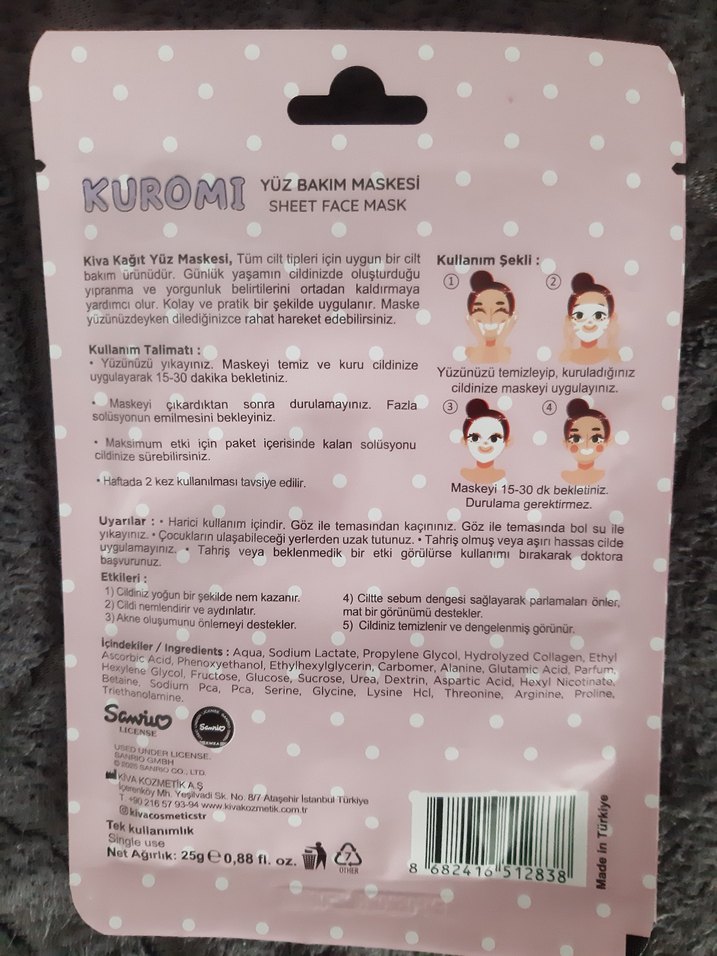 KUROMI
YÜZ BAKIM MASKESİ
SHEET FACE MASK
Kiva Kağıt Yüz Maskesi, Tüm cilt tipleri için uygun bir cilt
bakım ürünüdür. Günlük yaşamın cildinizde oluşturduğu
yıpranma ve yorgunluk belirtilerini ortadan kaldırmaya
yardımcı olur. Kolay ve pratik bir şekilde uygulanır. Maske
yüzünüzdeyken dilediğinizce rahat hareket edebilirsiniz.
Kullanım Talimatı :
• Yüzünüzü yıkayınız. Maskeyi temiz ve kuru cildinize
uygulayarak 15-30 dakika bekletiniz.
• Maskeyi çıkardıktan sonra durulamayınız. Fazla
solüsyonun emilmesini bekleyiniz.
• Maksimum etki için paket içerisinde kalan solüsyonu
cildinize sürebilirsiniz.
• Haftada 2 kez kullanılması tavsiye edilir.
Kullanım Şekli :
1 2
Yüzünüzü temizleyip, kuruladığınız
cildinize maskeyi uygulayınız.
3 4
Maskeyi 15-30 dk bekletiniz.
Durulama gerektirmez.
Uyarılar : • Harici kullanım içindir. Göz ile temasından kaçınınız. Göz ile temasında bol su ile
yıkayınız. • Çocukların ulaşabileceği yerlerden uzak tutunuz. • Tahriş olmuş veya aşırı hassas cilde
uygulamayınız. • Tahriş veya beklenmedik bir etki görülürse kullanımı bırakarak doktora
başvurunuz.
Etkileri :
1) Cildiniz yoğun bir şekilde nem kazanır.
2) Cildi nemlendirir ve aydınlatır.
3) Akne oluşumunu önlemeyi destekler.
4) Ciltte sebum dengesi sağlayarak parlamaları önler,
mat bir görünümü destekler.
5) Cildiniz temizlenir ve dengelenmiş görünür.
İçindekiler / Ingredients : Aqua, Sodium Lactate, Propylene Glycol, Hydrolyzed Collagen, Ethyl
Ascorbic Acid, Phenoxyethanol, Ethylhexylglycerin, Carbomer, Alanine, Glutamic Acid, Parfum,
Hexylene Glycol, Fructose, Glucose, Sucrose, Urea, Dextrin, Aspartic Acid, Hexyl Nicotinate,
Betaine, Sodium Pca, Pca, Serine, Glycine, Lysine Hcl, Threonine, Arginine, Proline,
Triethanolamine.
Sanrio
LICENSE
Sanrio
USED UNDER LICENSE.
SANRIO GMBH
© 2025 SANRIO CO., LTD.
KİVA KOZMETİK A.Ş
İçerenköy Mh. Yeşilvadi Sk. No. 8/7 Ataşehir İstanbul Türkiye
T +90 216 57 93-94 www.kivakozmetik.com.tr
kivacosmeticstr
Tek kullanımlık
Single use
Net Ağırlık: 25g ℮ 0,88 fl. oz.
7
OTHER
8 682416 512838
Made in Türkiye